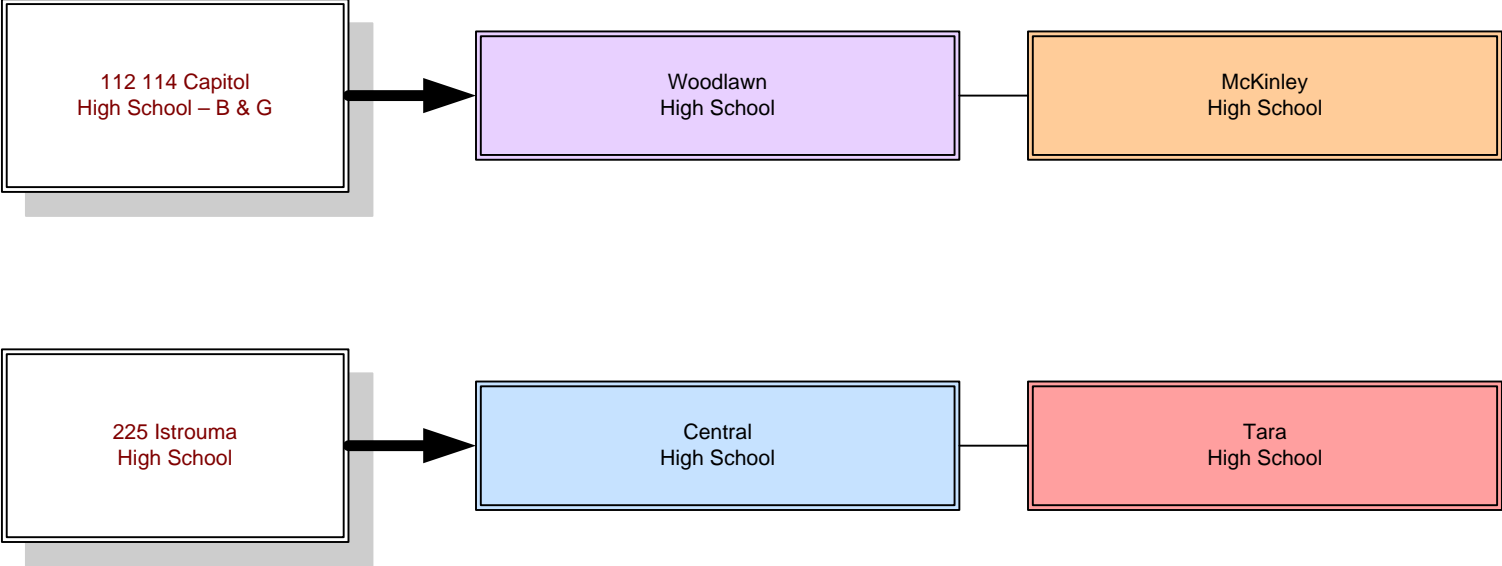 112 114 Capitol
High School – B & G
Woodlawn
High School
McKinley
High School
225 Istrouma
High School
Central
High School
Tara
High School